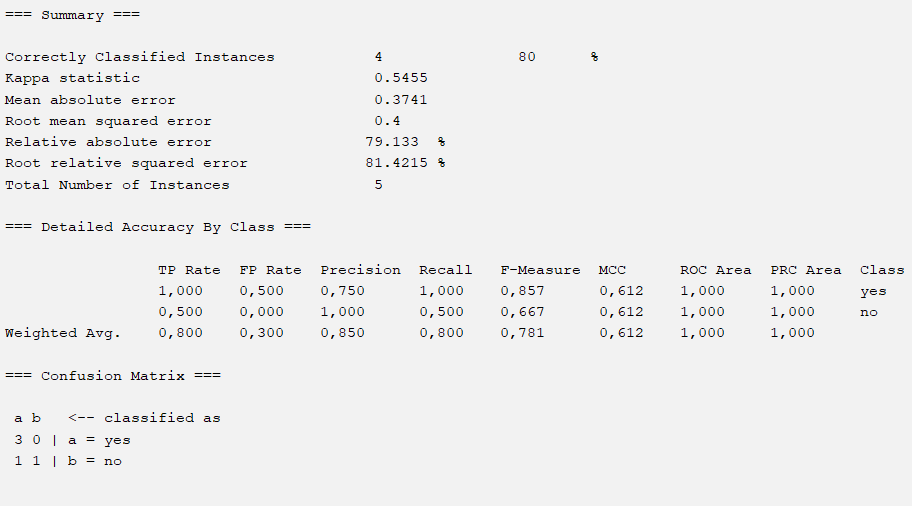 === Summary ===
Correctly Classified Instances 4 80 %
Kappa statistic 0.5455
Mean absolute error 0.3741
Root mean squared error 0.4
Relative absolute error 79.133 %
Root relative squared error 81.4215 %
Total Number of Instances 5
=== Detailed Accuracy By Class ===
TP Rate FP Rate Precision Recall F-Measure MCC ROC Area PRC Area Class
1,000 0,500 0,750 1,000 0,857 0,612 1,000 1,000 yes
0,500 0,000 1,000 0,500 0,667 0,612 1,000 1,000 no
Weighted Avg. 0,800 0,300 0,850 0,800 0,781 0,612 1,000 1,000
=== Confusion Matrix ===
a b <-- classified as
3 0 | a = yes
1 1 | b = no